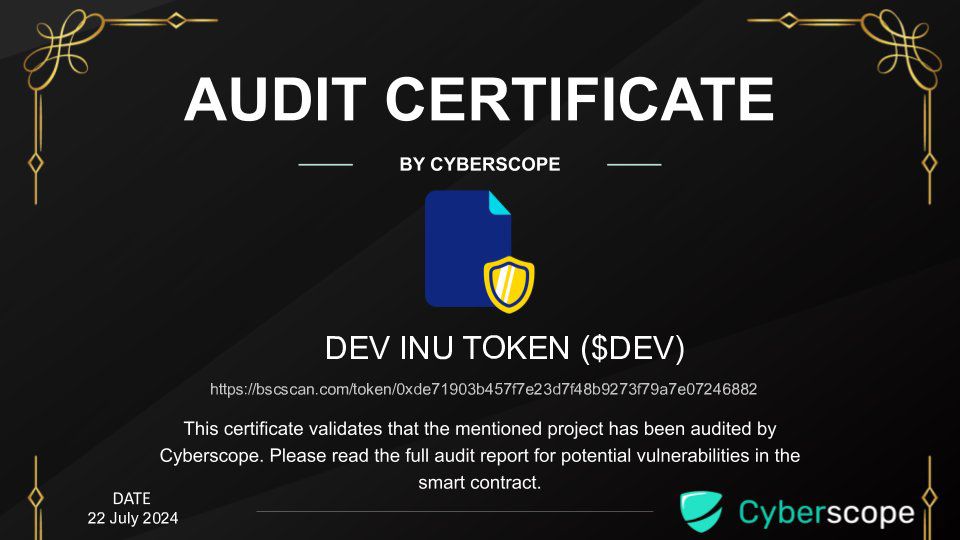 AUDIT CERTIFICATE
BY CYBERSCOPE
DEV INU TOKEN ($DEV)
https://bscscan.com/token/0xde71903b457f7e23d7f48b9273f79a7e07246882
This certificate validates that the mentioned project has been audited by
Cyberscope. Please read the full audit report for potential vulnerabilities in the
smart contract.
DATE
22 July 2024
Cyberscope